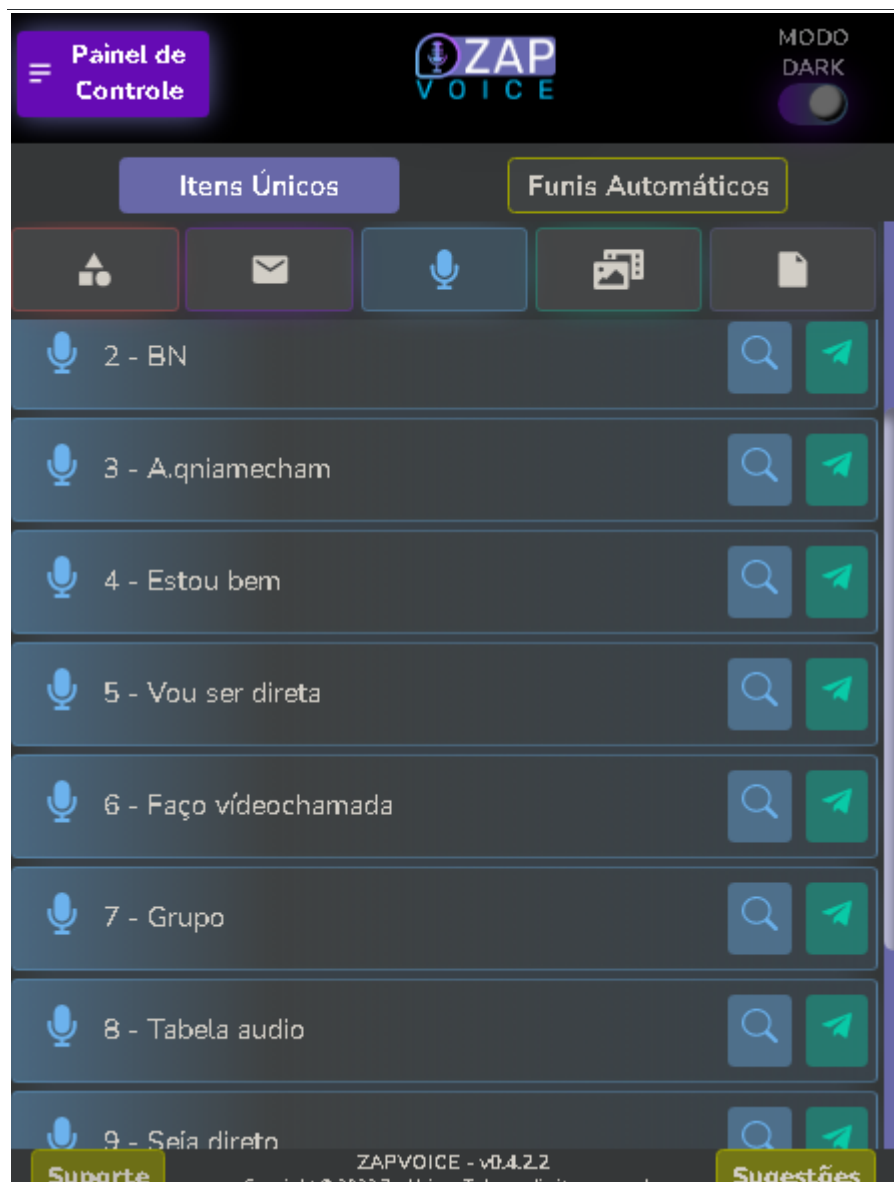 Painel de
Controle
ZAP
VOICE
MODO
DARK
Itens Únicos
Funis Automáticos
2 - BN
3 - A.qniamecham
4 - Estou bem
5 - Vou ser direta
6 - Faço vídeochamada
7 - Grupo
8 - Tabela audio
9 - Seja direto
Suporte
ZAPVOICE - v0.4.2.2
Sugestões